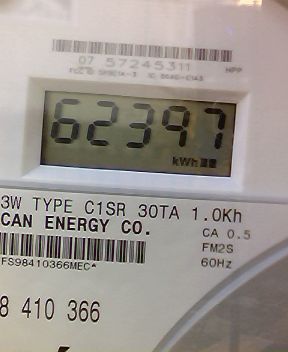 07 57245311
HPP
62397
kWh
3W TYPE C1SR 30TA 1.0Kh
CAN ENERGY CO.
CA 0.5
FM2S
FS98410366MEC*
60Hz
8 410 366